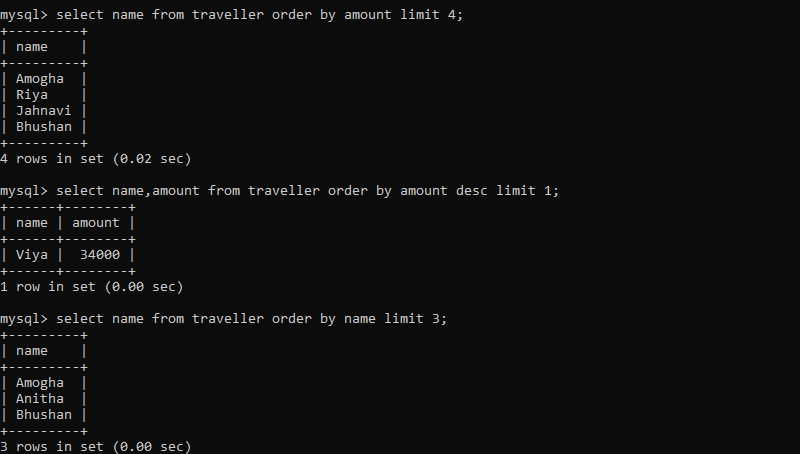 mysql> select name from traveller order by amount limit 4;
+---------+
| name    |
+---------+
| Amogha  |
| Riya    |
| Jahnavi |
| Bhushan |
+---------+
4 rows in set (0.02 sec)

mysql> select name,amount from traveller order by amount desc limit 1;
+------+--------+
| name | amount |
+------+--------+
| Viya |  34000 |
+------+--------+
1 row in set (0.00 sec)

mysql> select name from traveller order by name limit 3;
+---------+
| name    |
+---------+
| Amogha  |
| Anitha  |
| Bhushan |
+---------+
3 rows in set (0.00 sec)